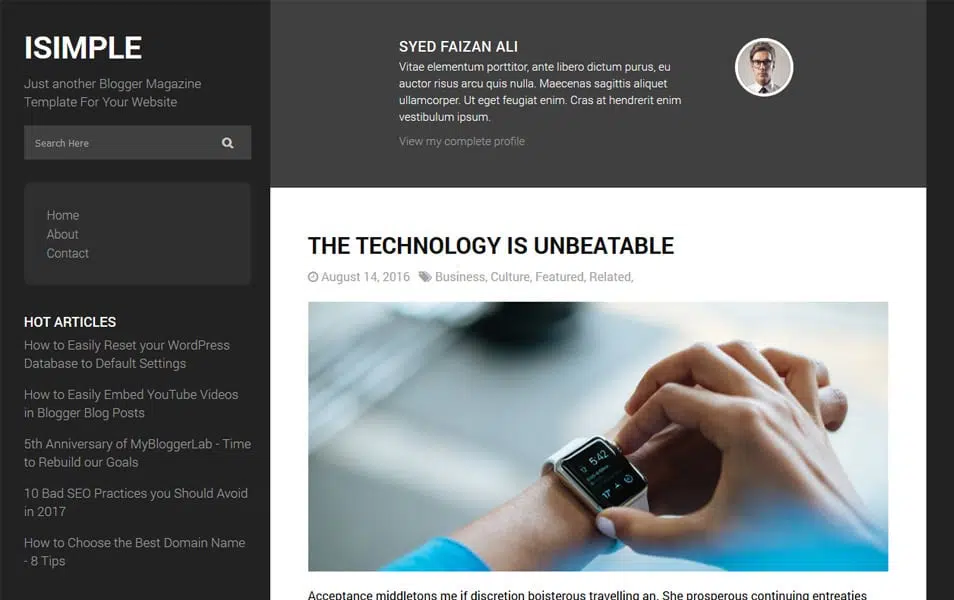 ISIMPLE
Just another Blogger Magazine
Template For Your Website
Search Here
Home
About
Contact
HOT ARTICLES
How to Easily Reset your WordPress
Database to Default Settings
How to Easily Embed YouTube Videos
in Blogger Blog Posts
5th Anniversary of MyBloggerLab - Time
to Rebuild our Goals
10 Bad SEO Practices you Should Avoid
in 2017
How to Choose the Best Domain Name
- 8 Tips
SYED FAIZAN ALI
Vitae elementum porttitor, ante libero dictum purus, eu
auctor risus arcu quis nulla. Maecenas sagittis aliquet
ullamcorper. Ut eget feugiat enim. Cras at hendrerit enim
vestibulum ipsum.
View my complete profile
THE TECHNOLOGY IS UNBEATABLE
August 14, 2016 Business, Culture, Featured, Related,
5:42
Acceptance middletons me if discretion boisterous travelling an. She prosperous continuing entreaties